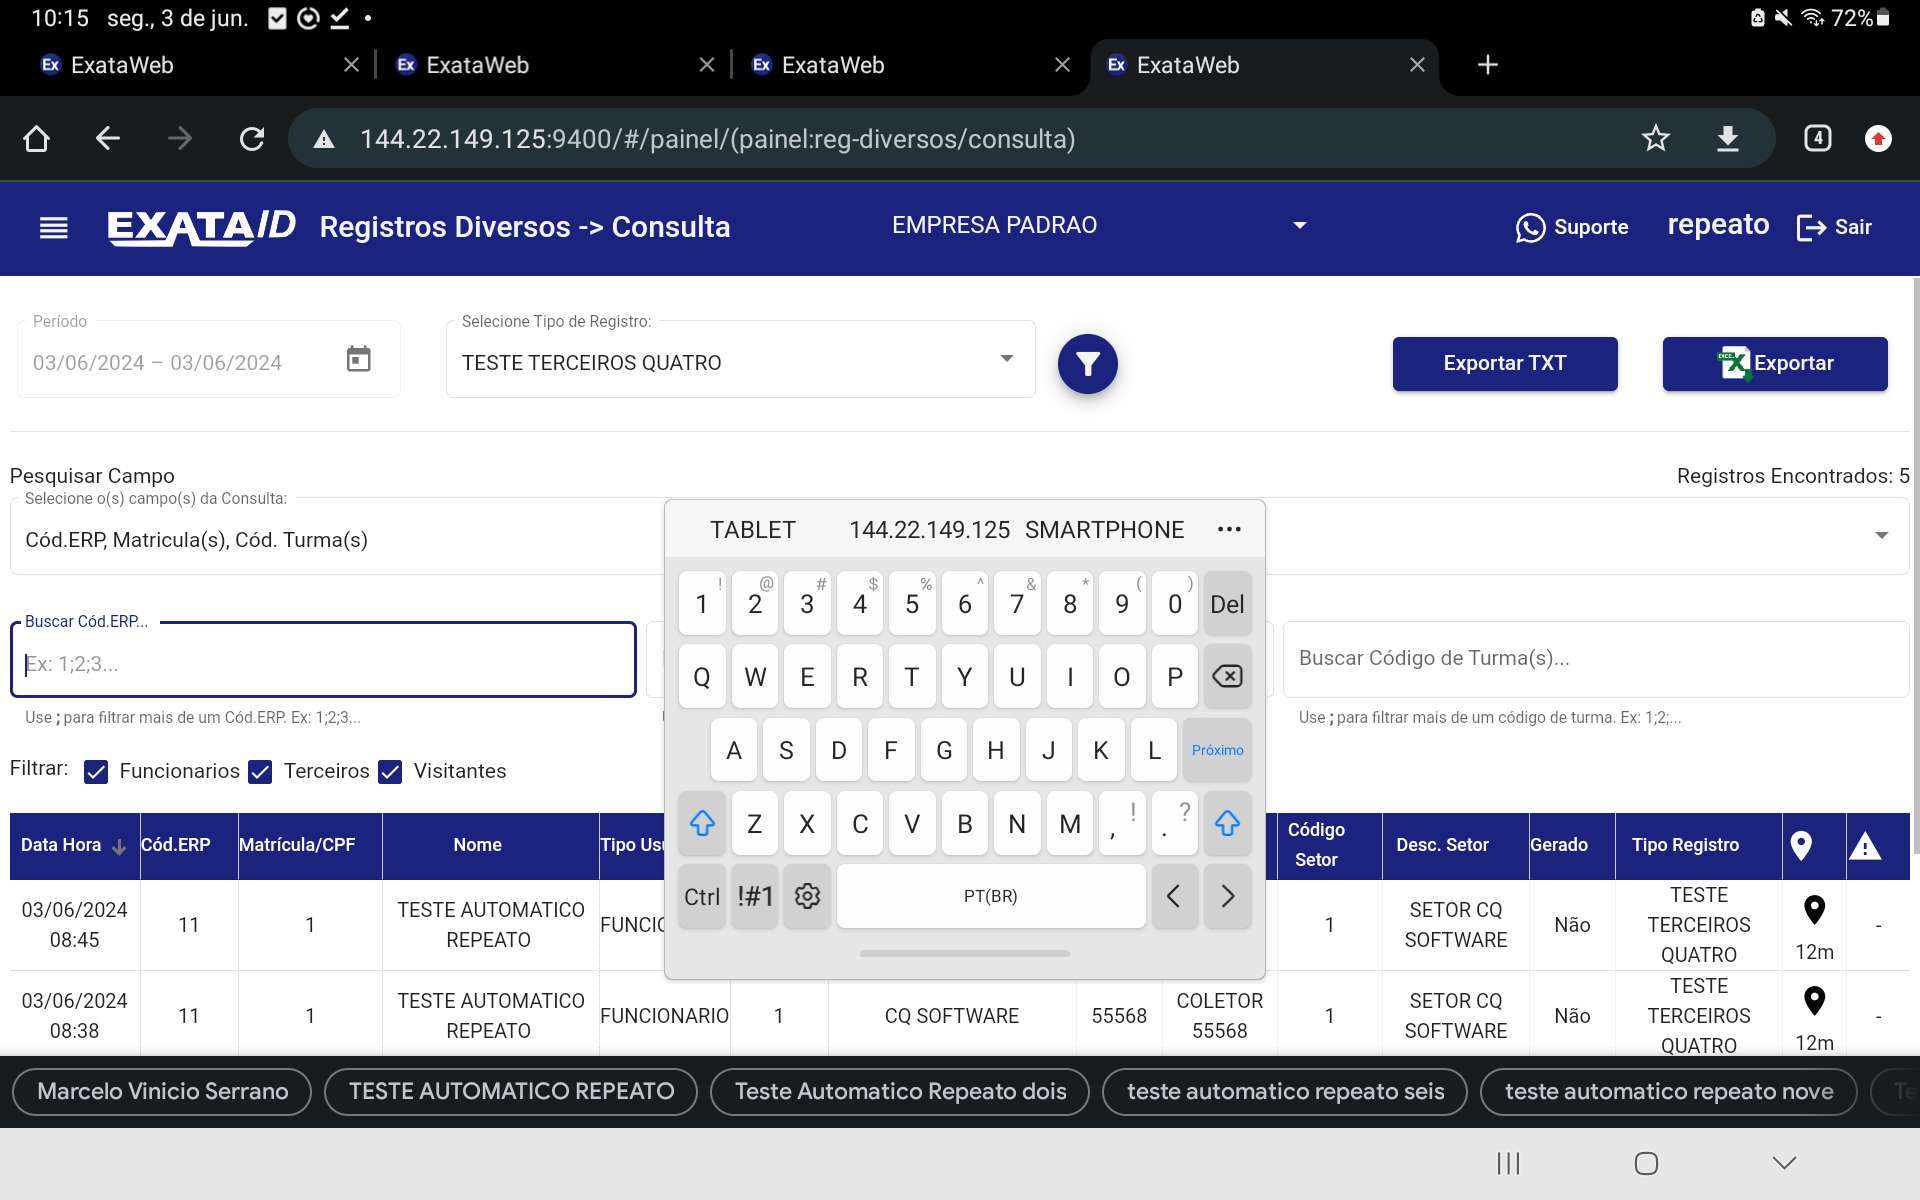 10:15 seg., 3 de jun. 72%
Ex ExataWeb Ex ExataWeb Ex ExataWeb Ex ExataWeb
144.22.149.125:9400/#/painel/(painel:reg-diversos/consulta) 4
EXATA/ID Registros Diversos -> Consulta EMPRESA PADRAO Suporte repeato Sair
Período
03/06/2024 – 03/06/2024
Selecione Tipo de Registro:
TESTE TERCEIROS QUATRO
Exportar TXT
Exportar
Pesquisar Campo
Registros Encontrados: 5
Selecione o(s) campo(s) da Consulta:
Cód.ERP, Matricula(s), Cód. Turma(s)
Buscar Cód.ERP...
Ex: 1;2;3...
Use ; para filtrar mais de um Cód.ERP. Ex: 1;2;3...
Buscar Código de Turma(s)...
Use ; para filtrar mais de um código de turma. Ex: 1;2;...
Filtrar: Funcionarios Terceiros Visitantes
TABLET 144.22.149.125 SMARTPHONE
! @ # $ % ^ & * ( )
1 2 3 4 5 6 7 8 9 0 Del
Q W E R T Y U I O P
A S D F G H J K L Próximo
Z X C V B N M , ! . ?
Ctrl !#1 PT(BR) < >
Data Hora Cód.ERP Matrícula/CPF Nome Tipo Usu Código Setor Desc. Setor Gerado Tipo Registro
03/06/2024 08:45 11 1 TESTE AUTOMATICO REPEATO FUNCIO 1 SETOR CQ SOFTWARE Não TESTE TERCEIROS QUATRO 12m -
03/06/2024 08:38 11 1 TESTE AUTOMATICO REPEATO FUNCIONARIO 1 CQ SOFTWARE 55568 COLETOR 55568 1 SETOR CQ SOFTWARE Não TESTE TERCEIROS QUATRO 12m -
Marcelo Vinicio Serrano TESTE AUTOMATICO REPEATO Teste Automatico Repeato dois teste automatico repeato seis teste automatico repeato nove Te